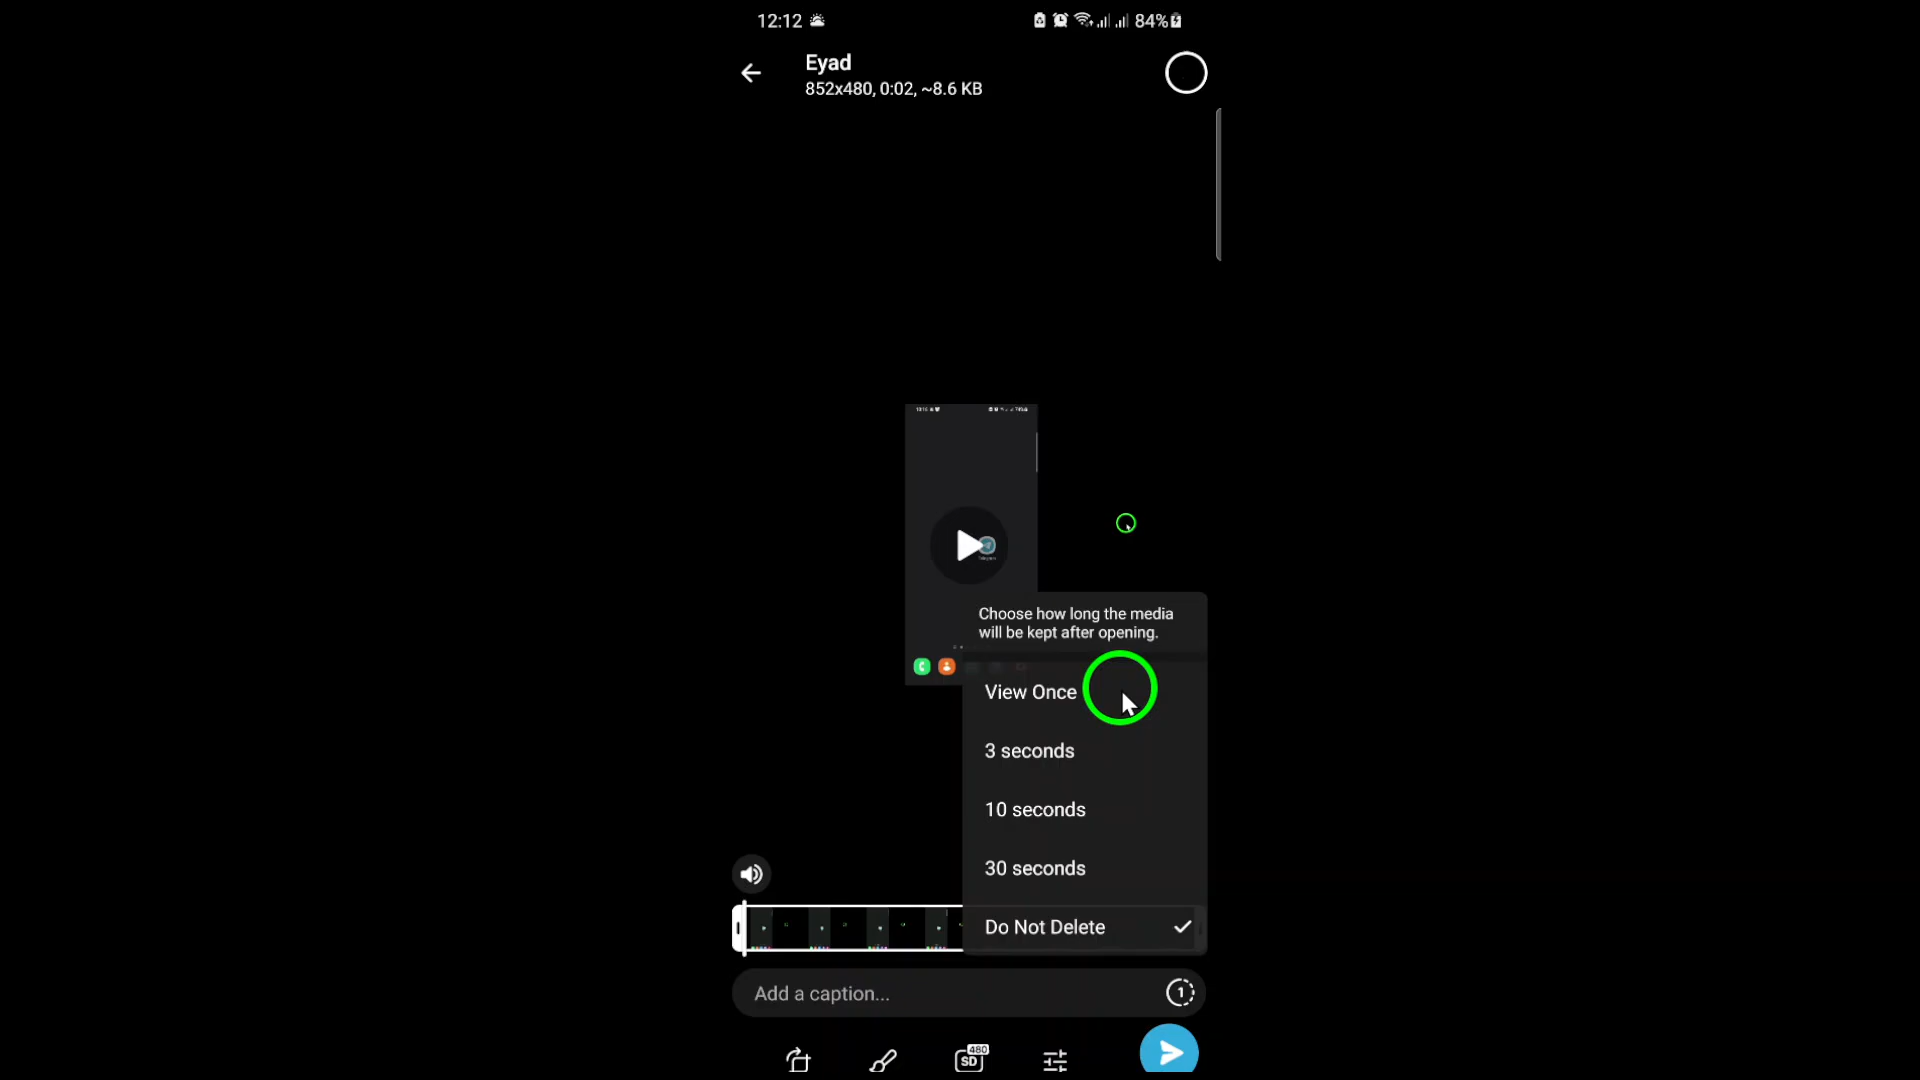 12:12
84%
Eyad
852x480, 0:02, ~8.6 KB
Telegram
Choose how long the media
will be kept after opening.
View Once
3 seconds
10 seconds
30 seconds
Do Not Delete
Add a caption...
1
480
SD